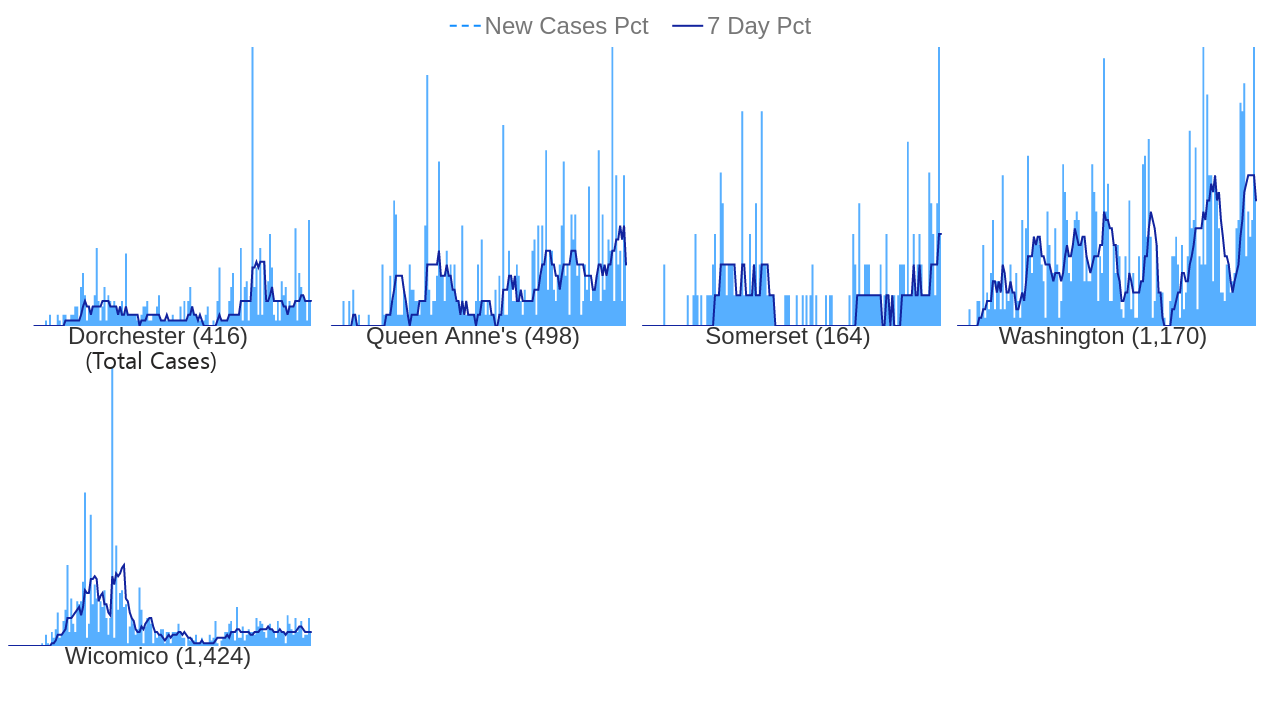 New Cases Pct 7 Day Pct
Dorchester (416) Queen Anne's (498) Somerset (164) Washington (1,170)
(Total Cases)
Wicomico (1,424)